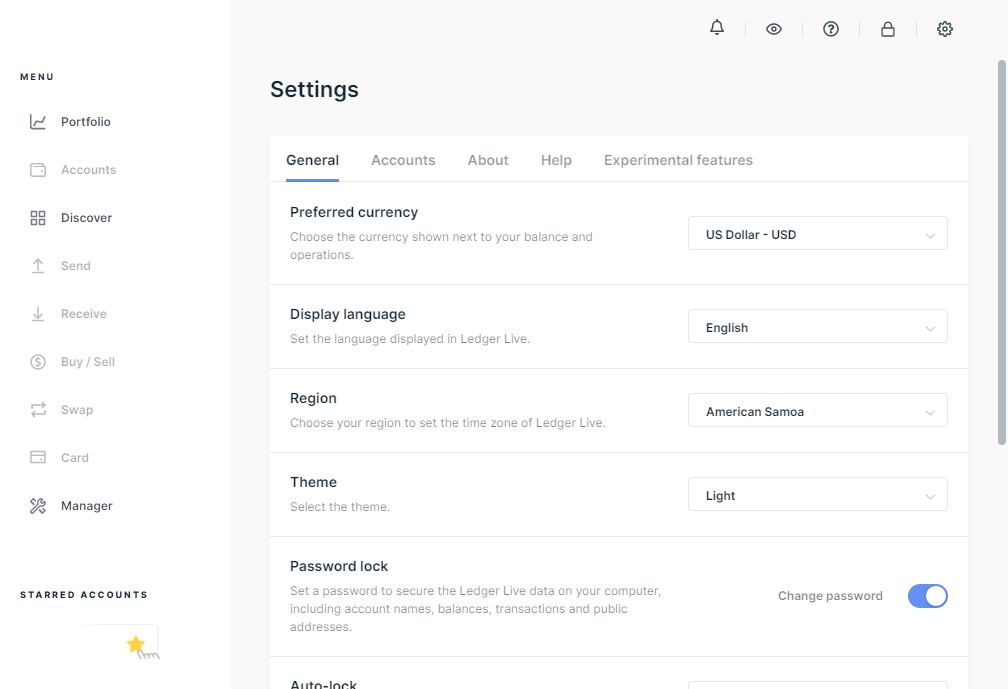 MENU
Portfolio
Accounts
Discover
Send
Receive
Buy / Sell
Swap
Card
Manager
STARRED ACCOUNTS
Settings
General Accounts About Help Experimental features
Preferred currency
Choose the currency shown next to your balance and
operations.
US Dollar - USD
Display language
Set the language displayed in Ledger Live.
English
Region
Choose your region to set the time zone of Ledger Live.
American Samoa
Theme
Select the theme.
Light
Password lock
Set a password to secure the Ledger Live data on your computer,
including account names, balances, transactions and public
addresses.
Change password
Auto-lock